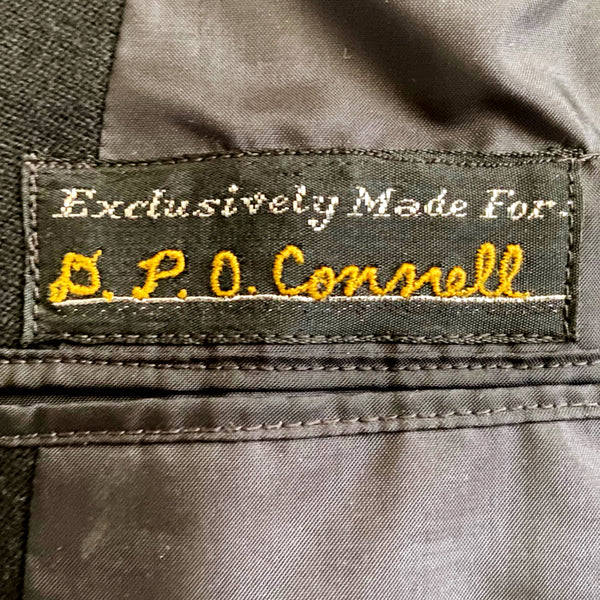 Exclusively Made For
D. P. O. Connell